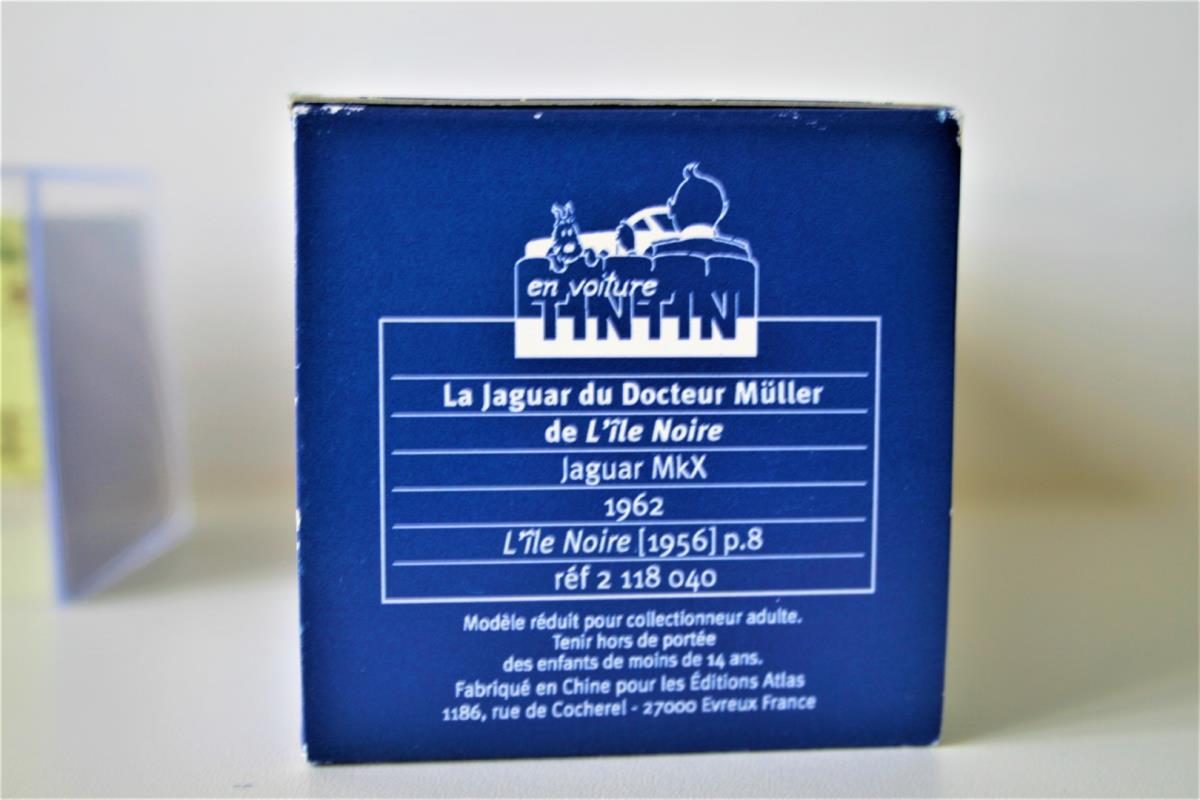 en voiture
TINTIN
La Jaguar du Docteur Müller
de L'île Noire
Jaguar MkX
1962
L'île Noire [1956] p.8
réf 2 118 040
Modèle réduit pour collectionneur adulte.
Tenir hors de portée
des enfants de moins de 14 ans.
Fabriqué en Chine pour les Éditions Atlas
1186, rue de Cocherel - 27000 Evreux France